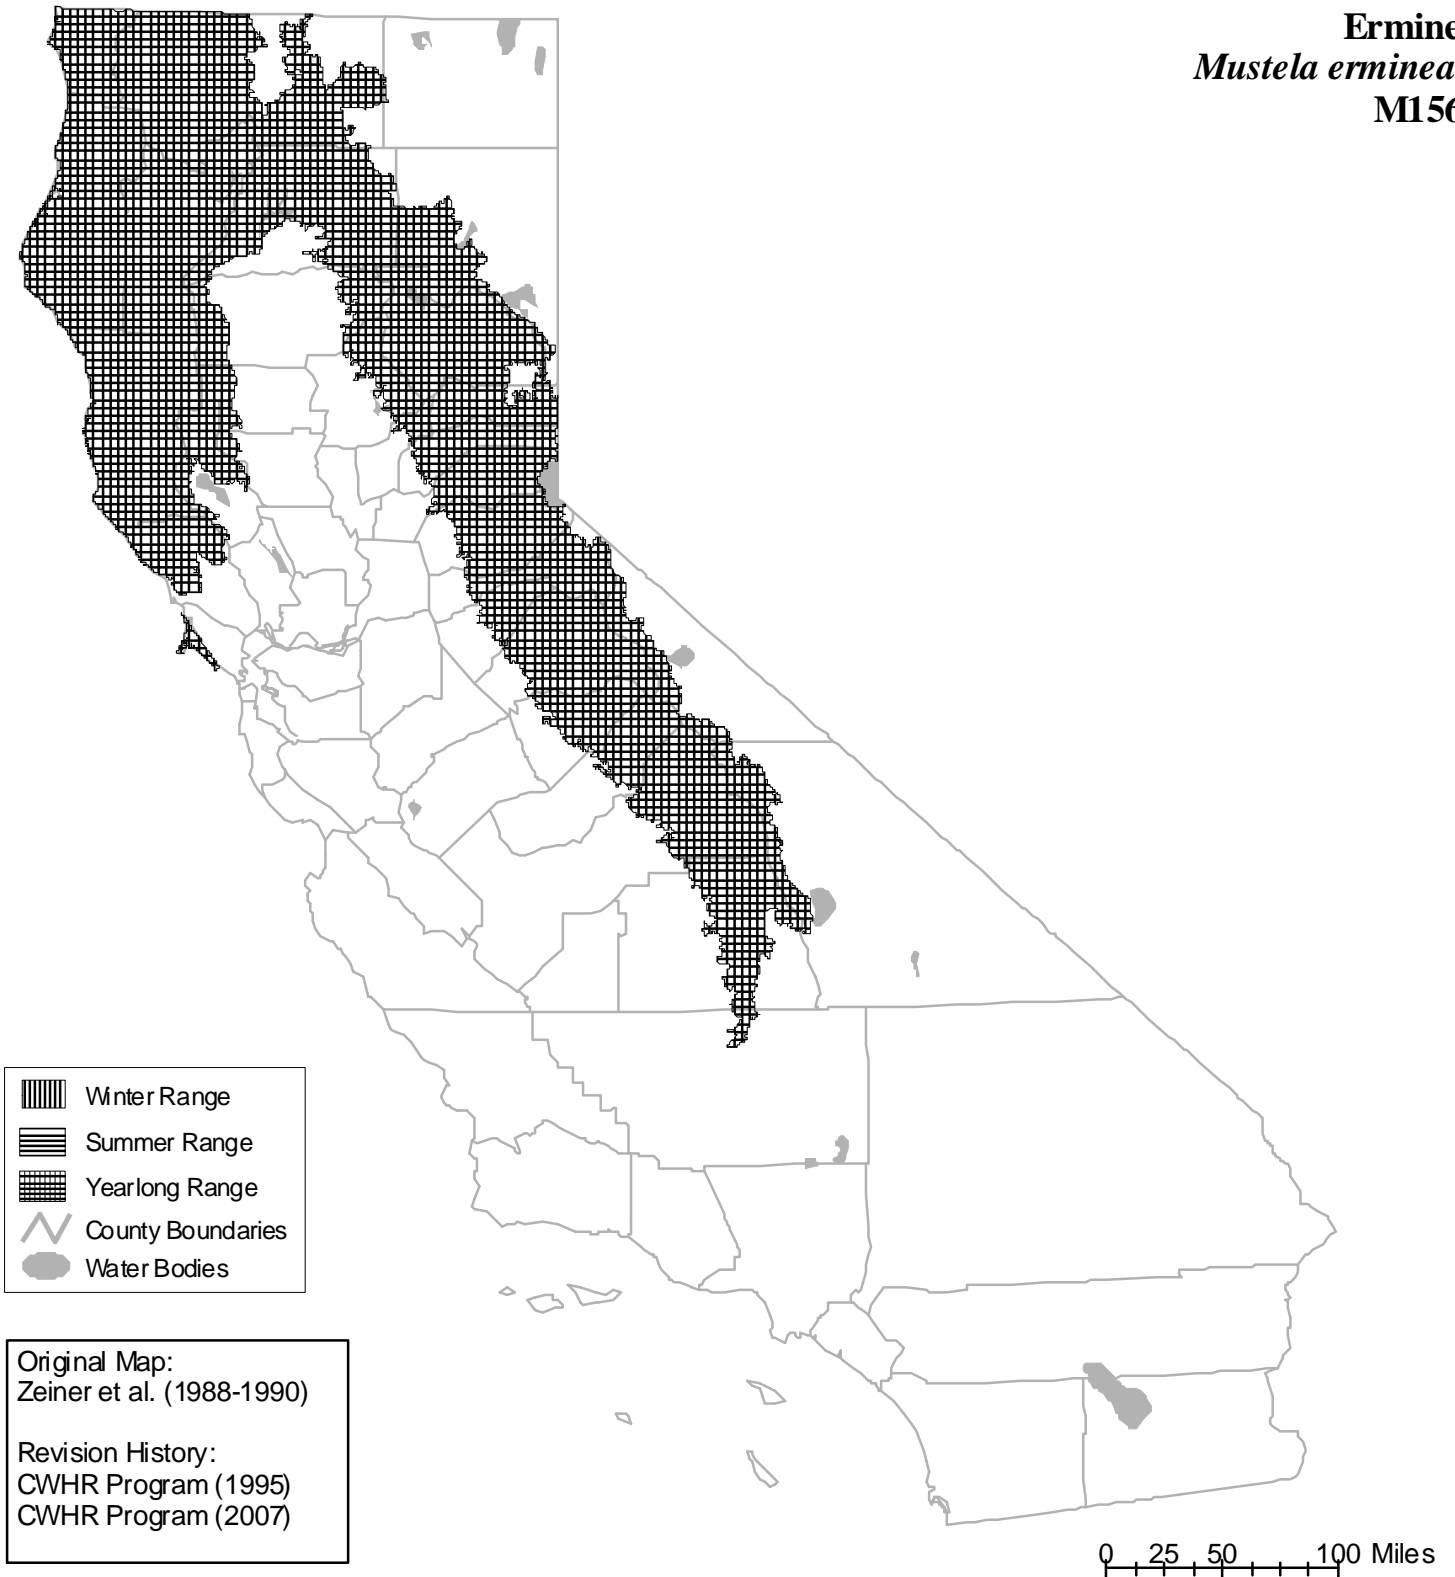 Ermine
Mustela erminea
M156
Winter Range
Summer Range
Yearlong Range
County Boundaries
Water Bodies
Original Map:
Zeiner et al. (1988-1990)
Revision History:
CWHR Program (1995)
CWHR Program (2007)
0 25 50 100 Miles